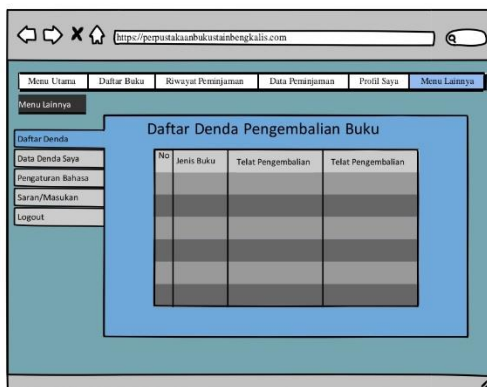 https://perpustakaanbukustainbengkalis.com
Menu Utama Daftar Buku Riwayat Peminjaman Data Peminjaman Profil Saya Menu Lainnya
Menu Lainnya
Daftar Denda
Data Denda Saya
Pengaturan Bahasa
Saran/Masukan
Logout
Daftar Denda Pengembalian Buku
No Jenis Buku Telat Pengembalian Telat Pengembalian